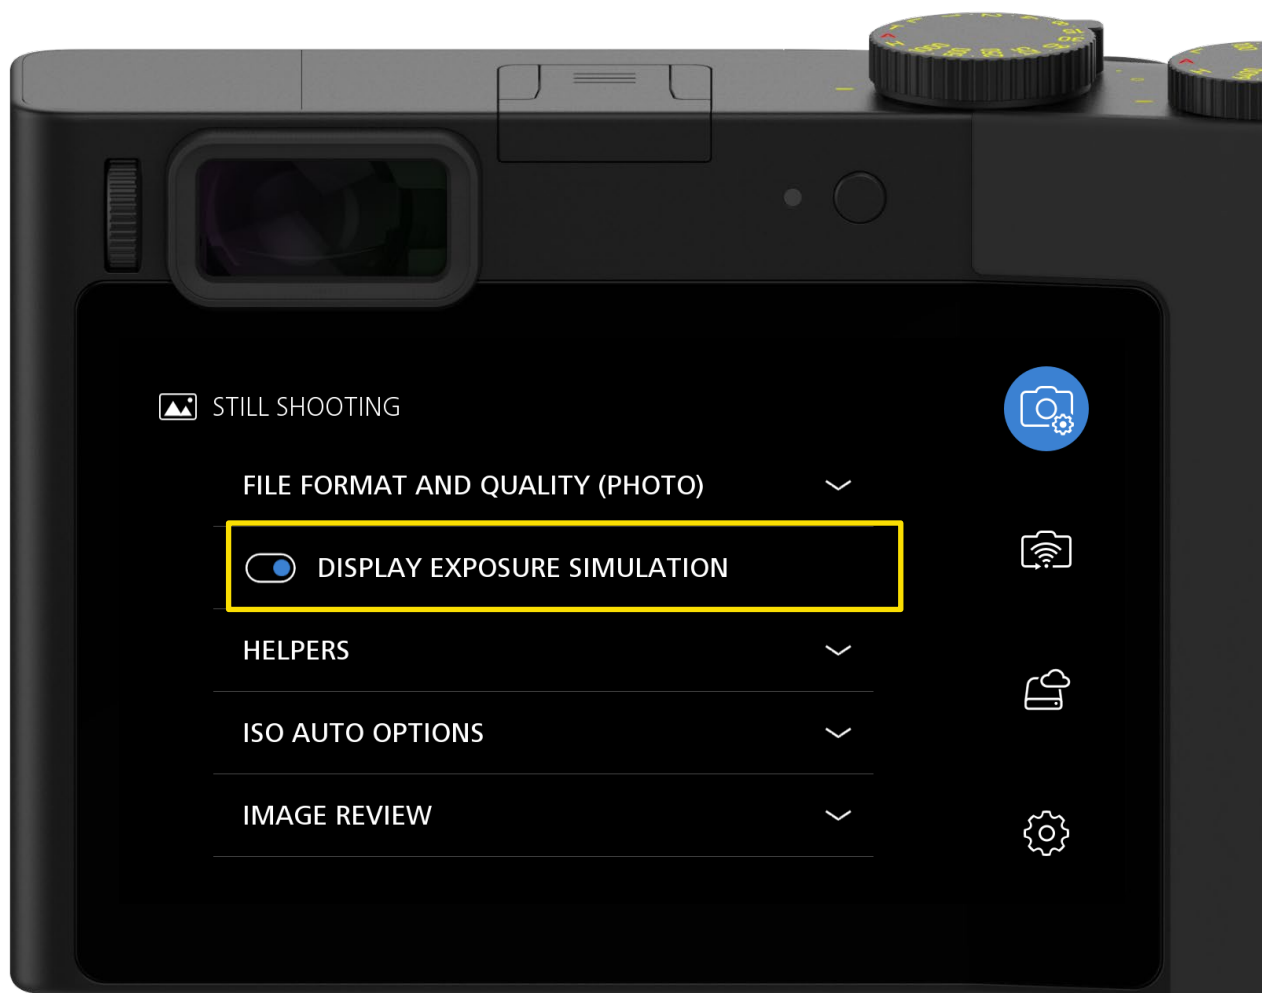 STILL SHOOTING
FILE FORMAT AND QUALITY (PHOTO)
DISPLAY EXPOSURE SIMULATION
HELPERS
ISO AUTO OPTIONS
IMAGE REVIEW